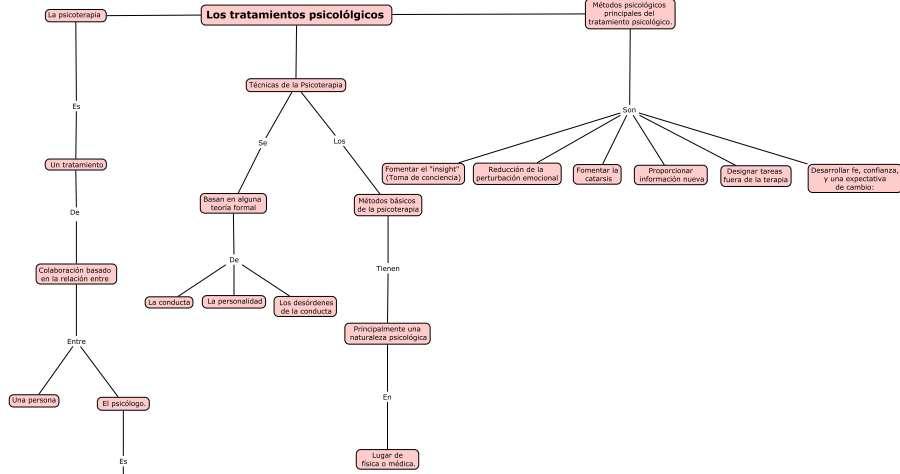 La psicoterapia
Los tratamientos psicolólgicos
Métodos psicológicos
principales del
tratamiento psicológico.
Técnicas de la Psicoterapia
Es
Son
Se
Los
Un tratamiento
Fomentar el "insight"
(Toma de conciencia)
Reducción de la
perturbación emocional
Fomentar la
catarsis
Proporcionar
información nueva
Designar tareas
fuera de la terapia
Desarrollar fe, confianza,
y una expectativa
de cambio:
De
Basan en alguna
teoría formal
Métodos básicos
de la psicoterapia
De
Tienen
Colaboración basado
en la relación entre
La conducta
La personalidad
Los desórdenes
de la conducta
Principalmente una
naturaleza psicológica
Entre
En
Una persona
El psicólogo.
Es
Lugar de
física o médica.